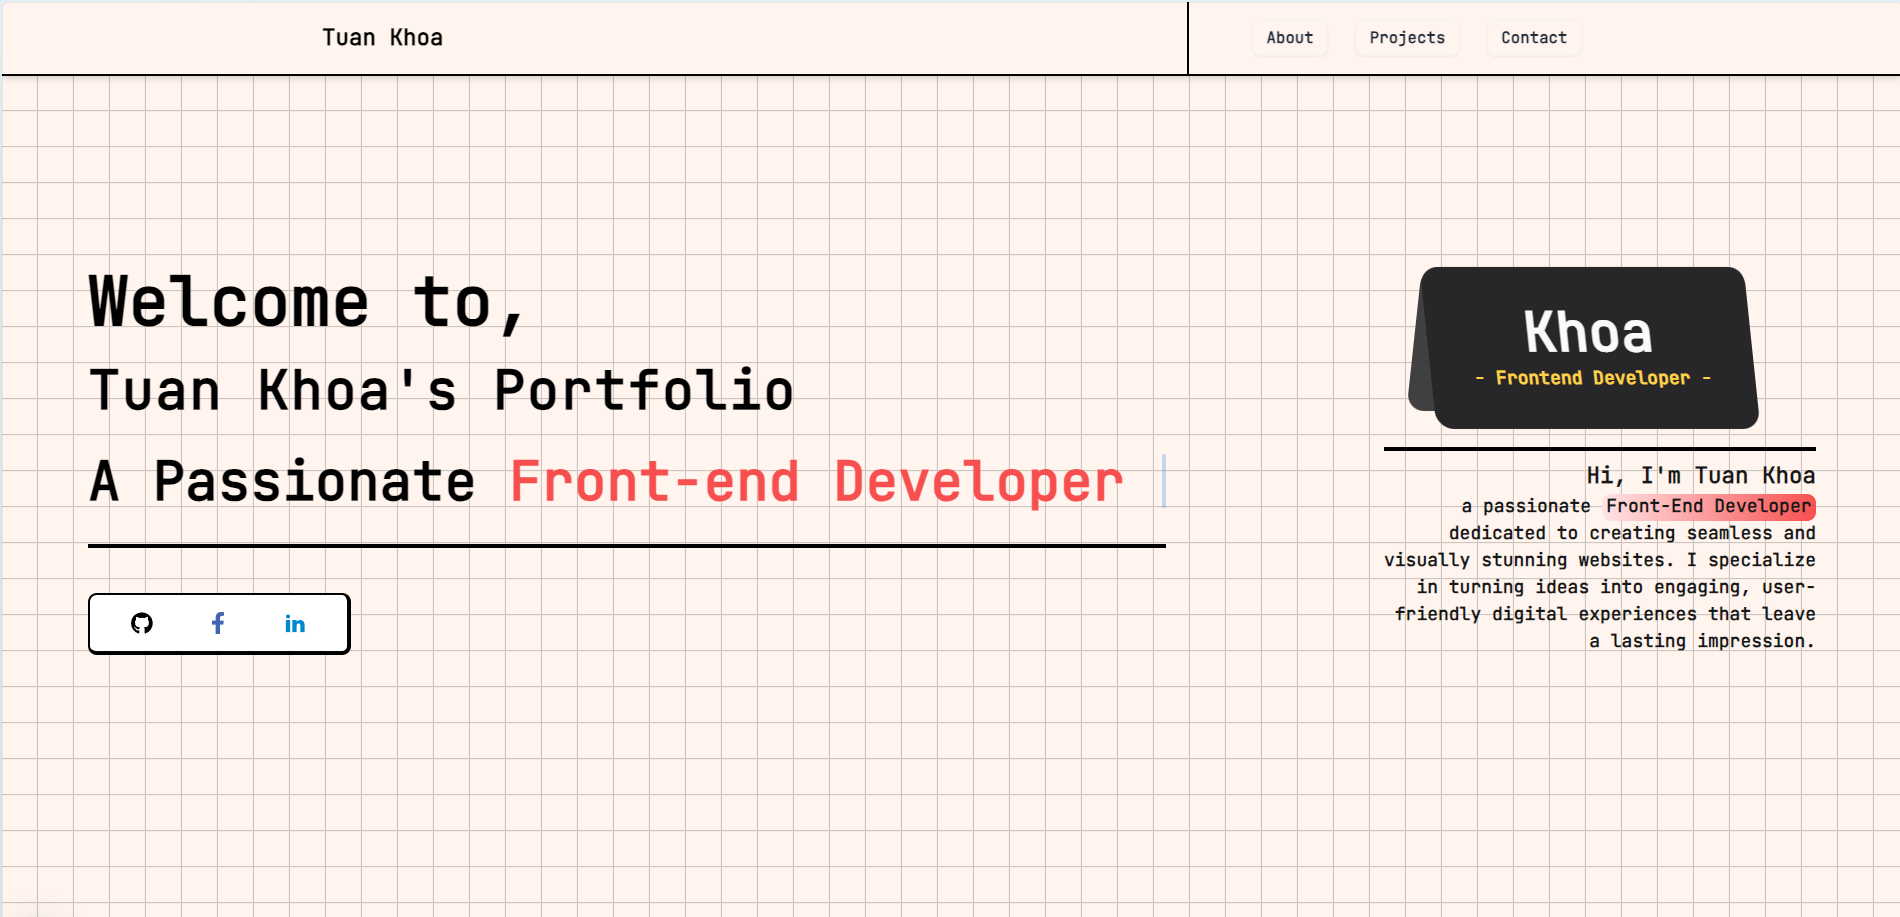 Tuan Khoa
About
Projects
Contact
Welcome to,
Tuan Khoa's Portfolio
A Passionate Front-end Developer
Khoa
- Frontend Developer -
Hi, I'm Tuan Khoa
a passionate Front-End Developer
dedicated to creating seamless and
visually stunning websites. I specialize
in turning ideas into engaging, user-
friendly digital experiences that leave
a lasting impression.